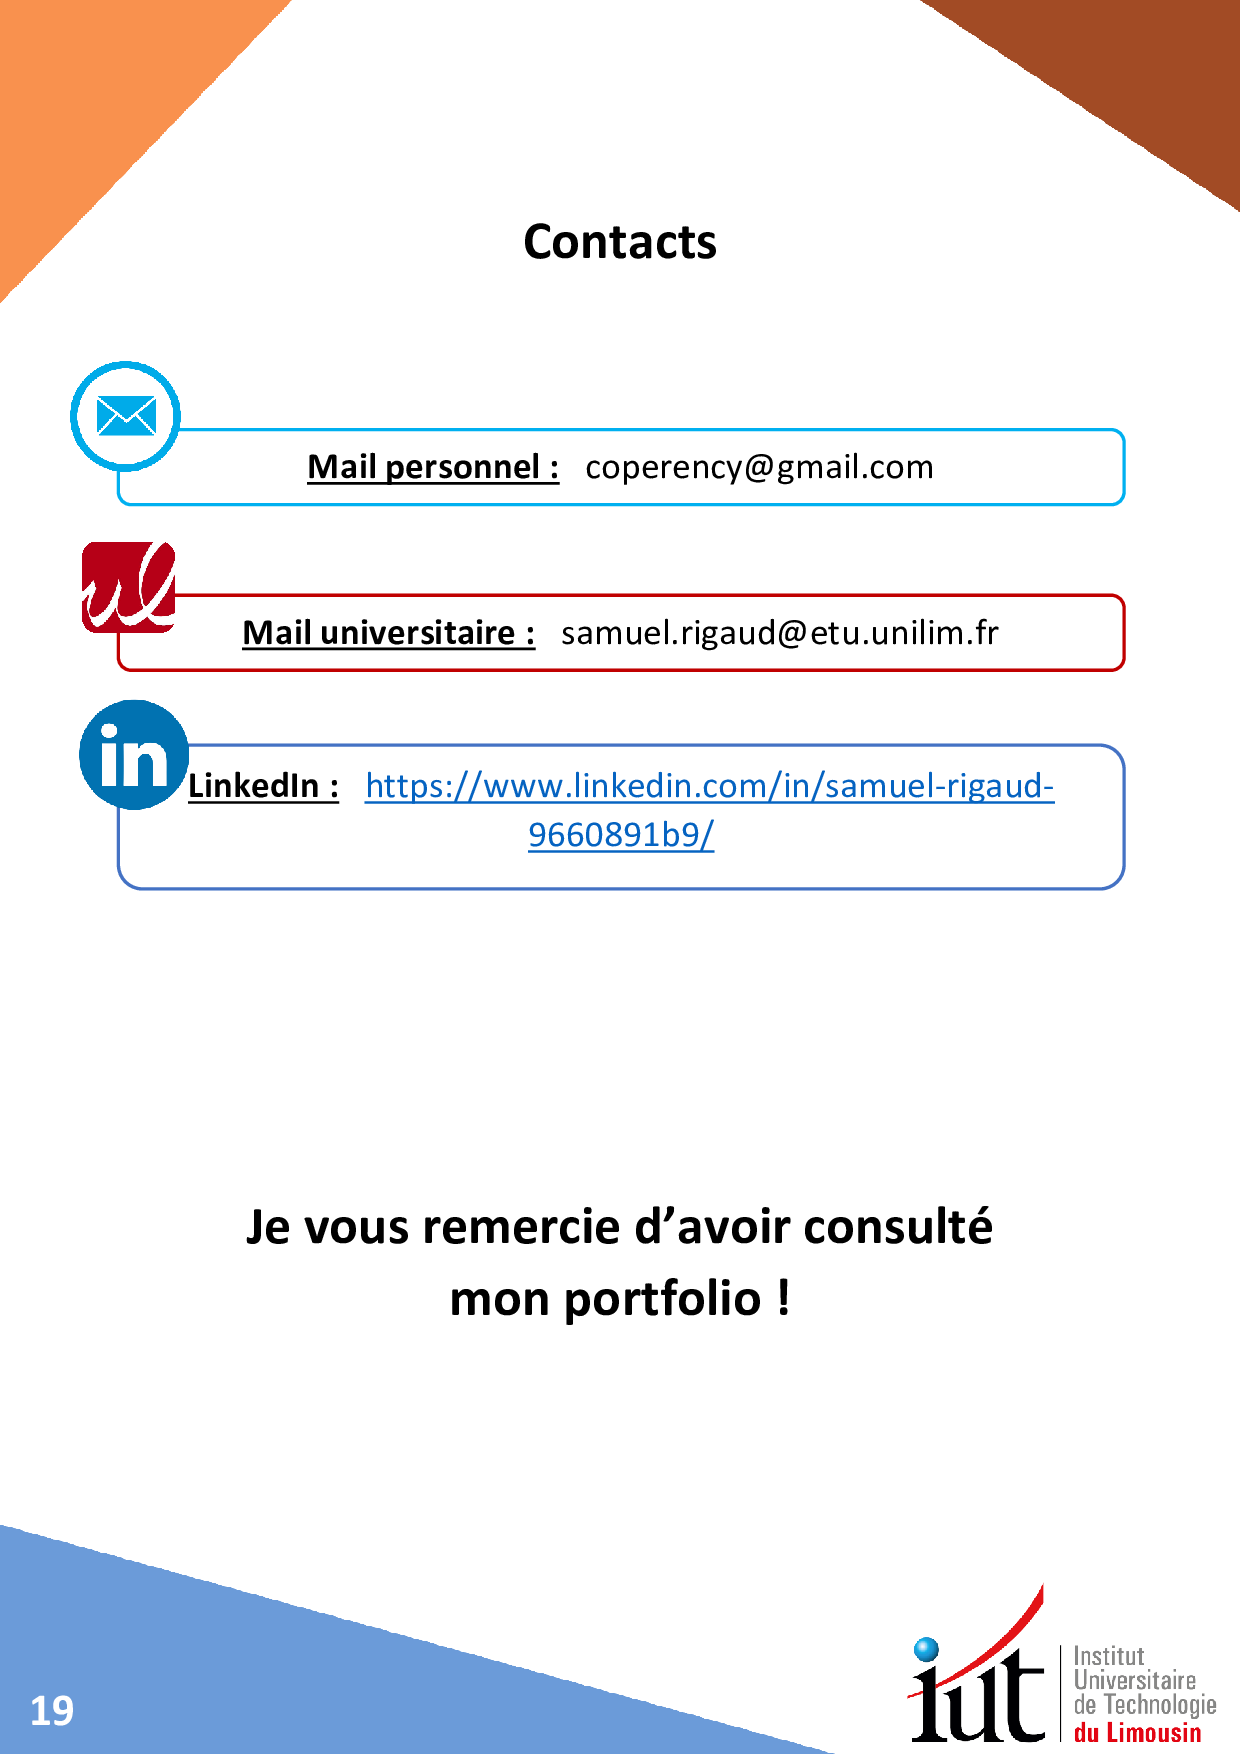 Contacts
Mail personnel : coperency@gmail.com
ul
Mail universitaire : samuel.rigaud@etu.unilim.fr
in
LinkedIn : https://www.linkedin.com/in/samuel-rigaud-
9660891b9/
Je vous remercie d’avoir consulté
mon portfolio !
19
iut
Institut
Universitaire
de Technologie
du Limousin